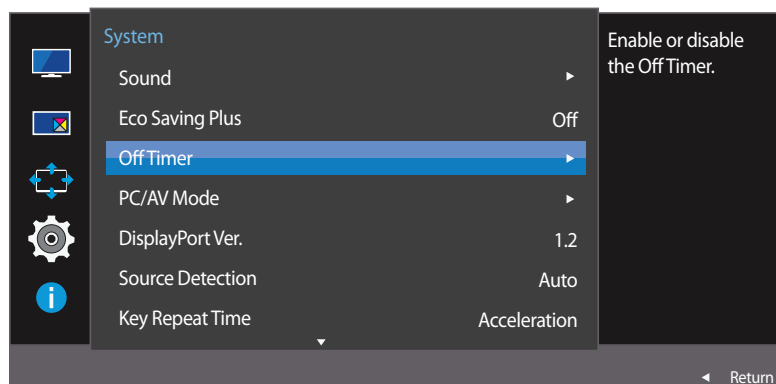 System
Enable or disable
the Off Timer.
Sound
Eco Saving Plus Off
Off Timer
PC/AV Mode
DisplayPort Ver. 1.2
Source Detection Auto
Key Repeat Time Acceleration
Return